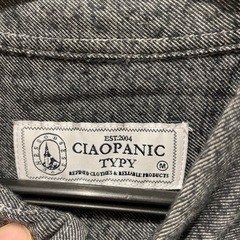 EST.2004
CIAOPANIC
TYPY
REFINED CLOTHES & RELIABLE PRODUCTS
M